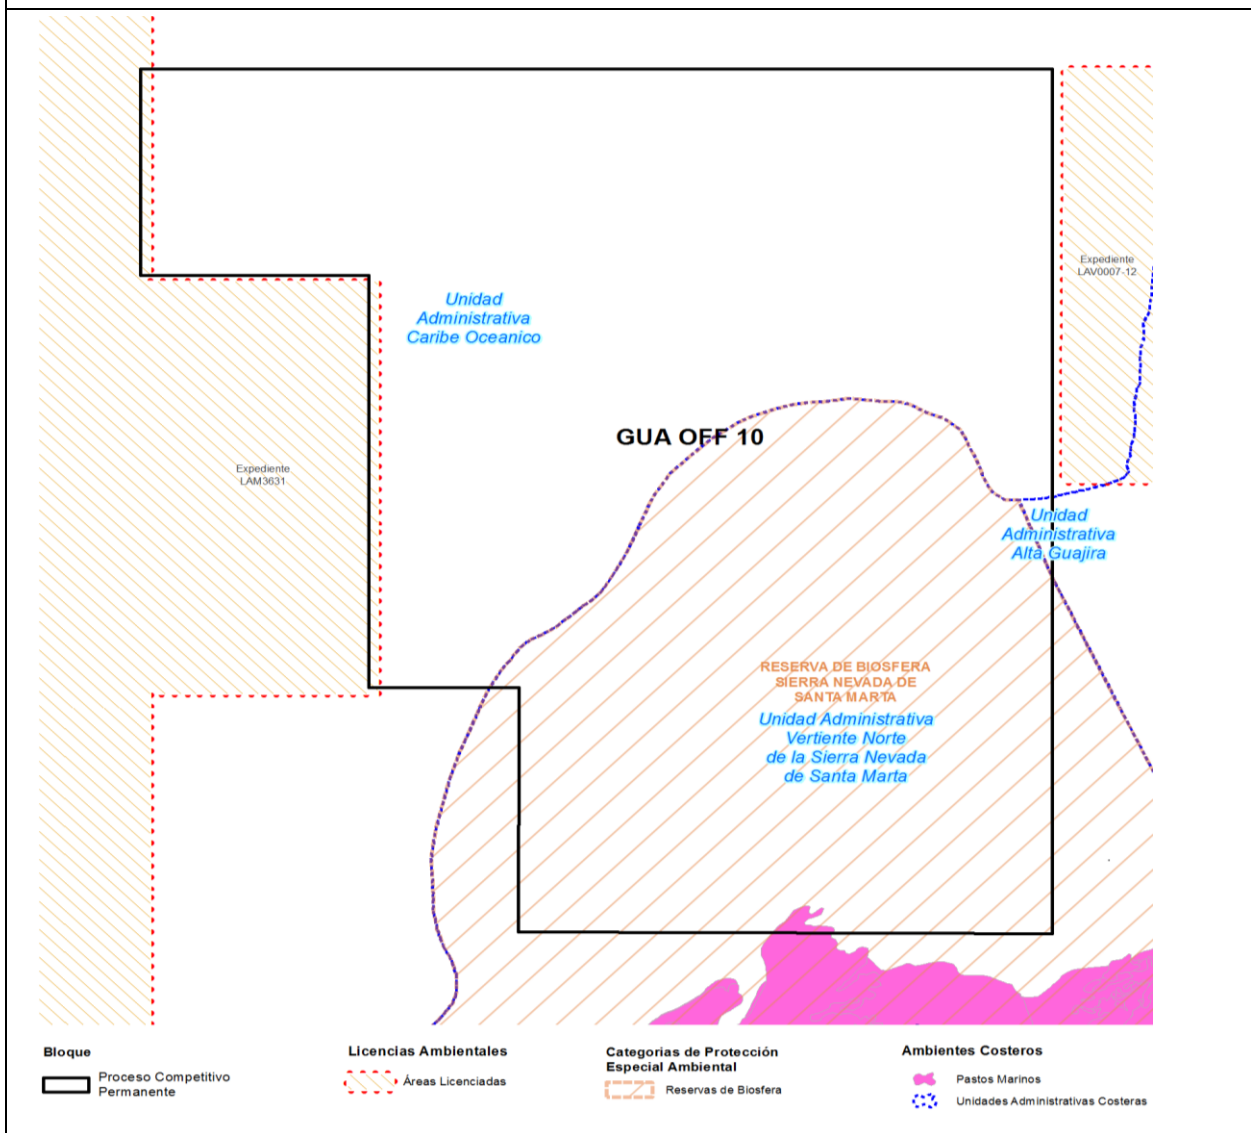 Expediente
LAV0007-12
Unidad
Administrativa
Caribe Oceanico
GUA OFF 10
Expediente
LAM3631
Unidad
Administrativa
Alta Guajira
RESERVA DE BIOSFERA
SIERRA NEVADA DE
SANTA MARTA
Unidad Administrativa
Vertiente Norte
de la Sierra Nevada
de Santa Marta
Bloque
Proceso Competitivo
Permanente
Licencias Ambientales
Áreas Licenciadas
Categorias de Protección
Especial Ambiental
Reservas de Biosfera
Ambientes Costeros
Pastos Marinos
Unidades Administrativas Costeras